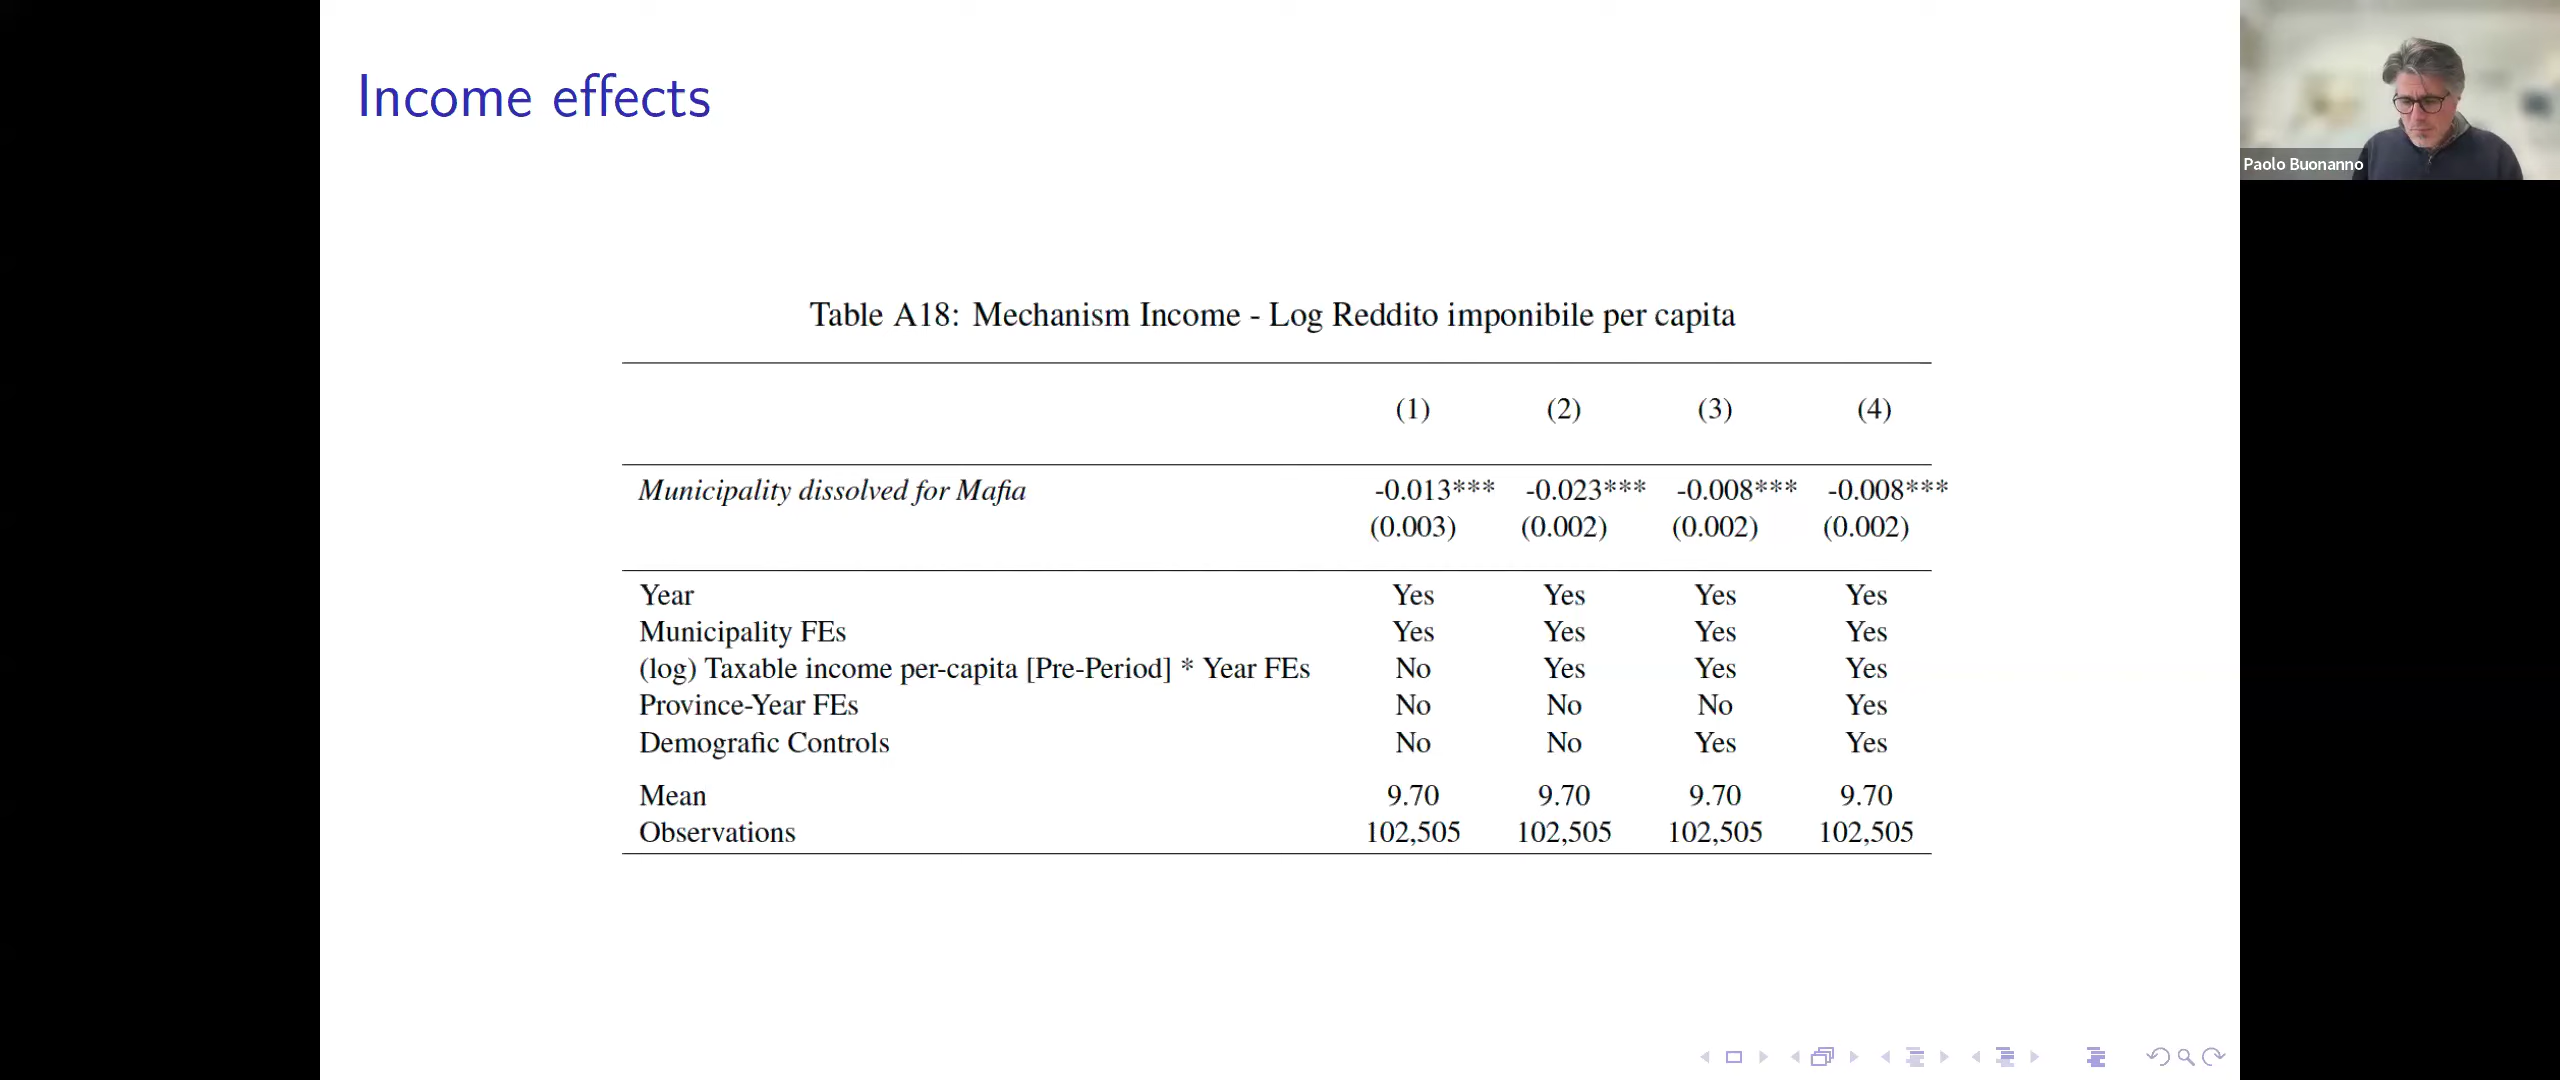 Income effects
Paolo Buonanno
Table A18: Mechanism Income - Log Reddito imponibile per capita
(1) (2) (3) (4)
Municipality dissolved for Mafia -0.013*** -0.023*** -0.008*** -0.008***
(0.003) (0.002) (0.002) (0.002)
Year Yes Yes Yes Yes
Municipality FEs Yes Yes Yes Yes
(log) Taxable income per-capita [Pre-Period] * Year FEs No Yes Yes Yes
Province-Year FEs No No No Yes
Demografic Controls No No Yes Yes
Mean 9.70 9.70 9.70 9.70
Observations 102,505 102,505 102,505 102,505